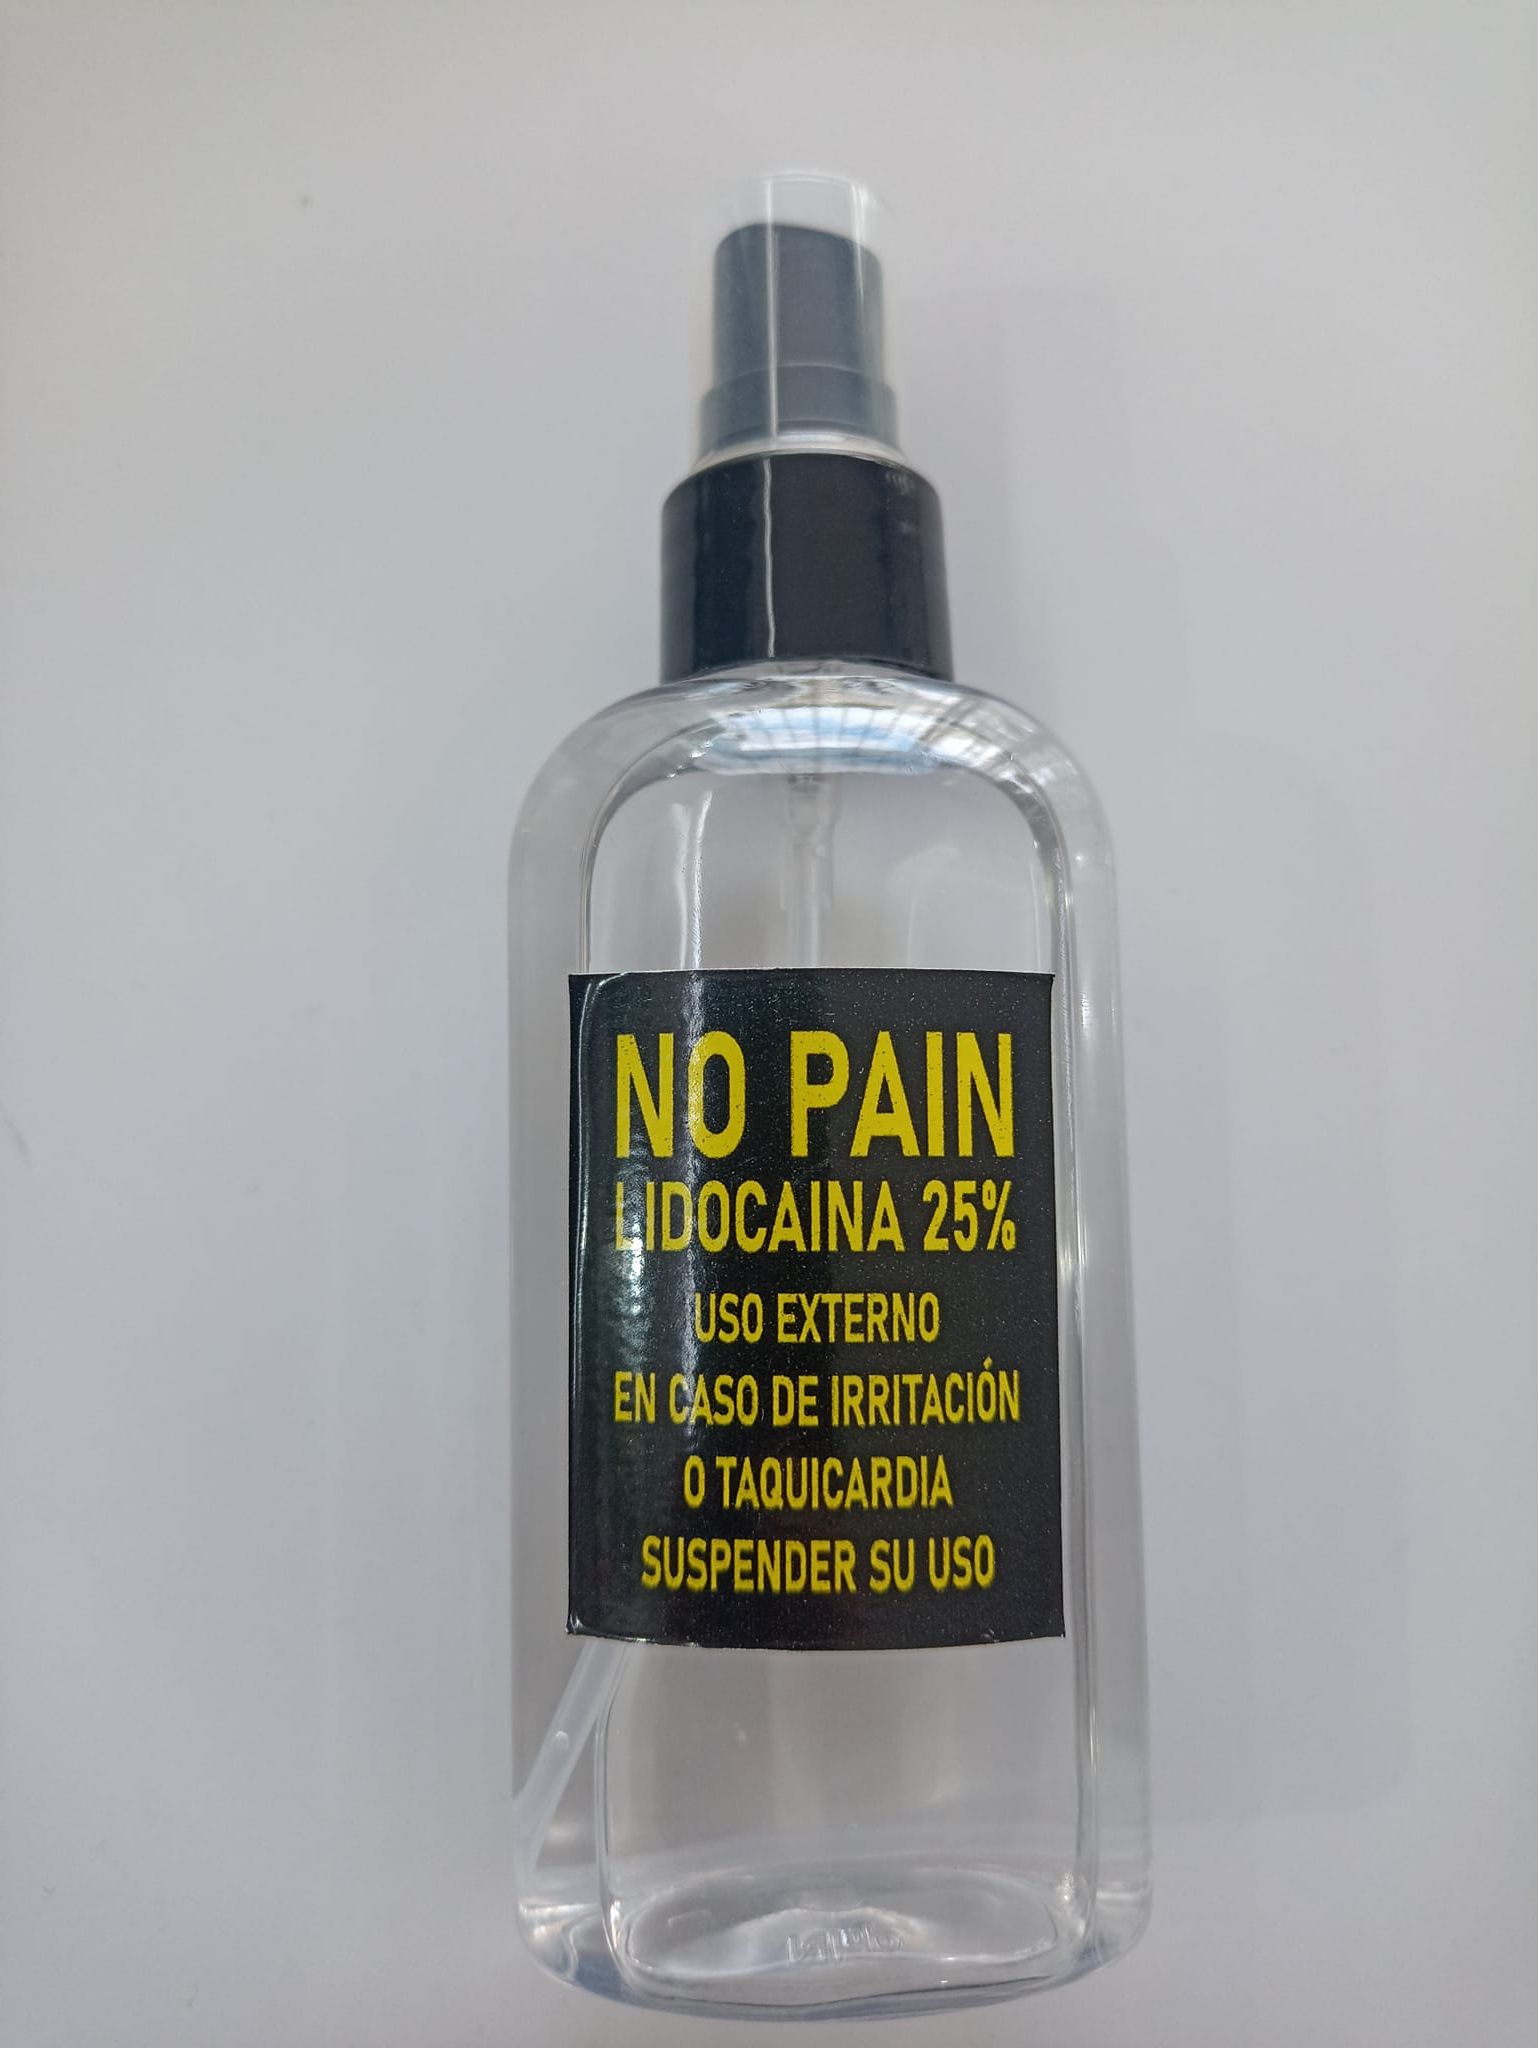 NO PAIN
LIDOCAINA 25%
USO EXTERNO
EN CASO DE IRRITACIÓN
O TAQUICARDIA
SUSPENDER SU USO